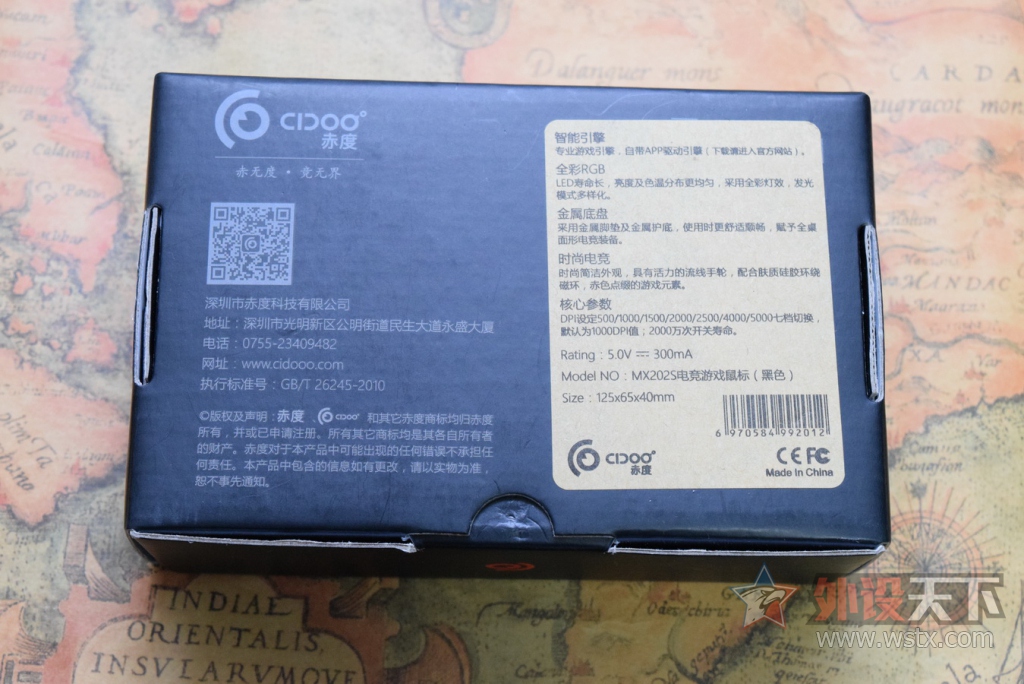 CIDOO
赤度
赤无度·竞无界
深圳市赤度科技有限公司
地址：深圳市光明新区公明街道民生大道永盛大厦
电话：0755-23409482
网址：www.cidooo.com
执行标准号：GB/T 26245-2010
©版权及声明：赤度、CIDOO 和其它赤度商标均归赤度
所有，并或已申请注册。所有其它商标均是其各自所有者
的财产。赤度对于本产品中可能出现的任何错误不承担任
何责任。本产品中包含的信息如有更改，请以实物为准，
恕不事先通知。
智能引擎
专业游戏引擎，自带APP驱动引擎（下载请进入官方网站）。
全彩RGB
LED寿命长，亮度及色温分布更均匀，采用全彩灯效，发光
模式多样化。
金属底盘
采用金属脚垫及金属护底，使用时更舒适顺畅，赋予全桌
面形电竞装备。
时尚电竞
时尚简洁外观，具有活力的流线手轮，配合肤质硅胶环绕
磁环，赤色点缀的游戏元素。
核心参数
DPI设定500/1000/1500/2000/2500/4000/5000七档切换，
默认为1000DPI值；2000万次开关寿命。
Rating：5.0V ⎓ 300mA
Model NO：MX202S电竞游戏鼠标（黑色）
Size：125x65x40mm
6 970584 992012
CIDOO
赤度
CE FC
Made in China
Dalanguer mons
CARDA
augracot mon
MANDAC
INDIAE
ORIENTALIS
INSVLARVMOVE
外设天下
www.wstx.com